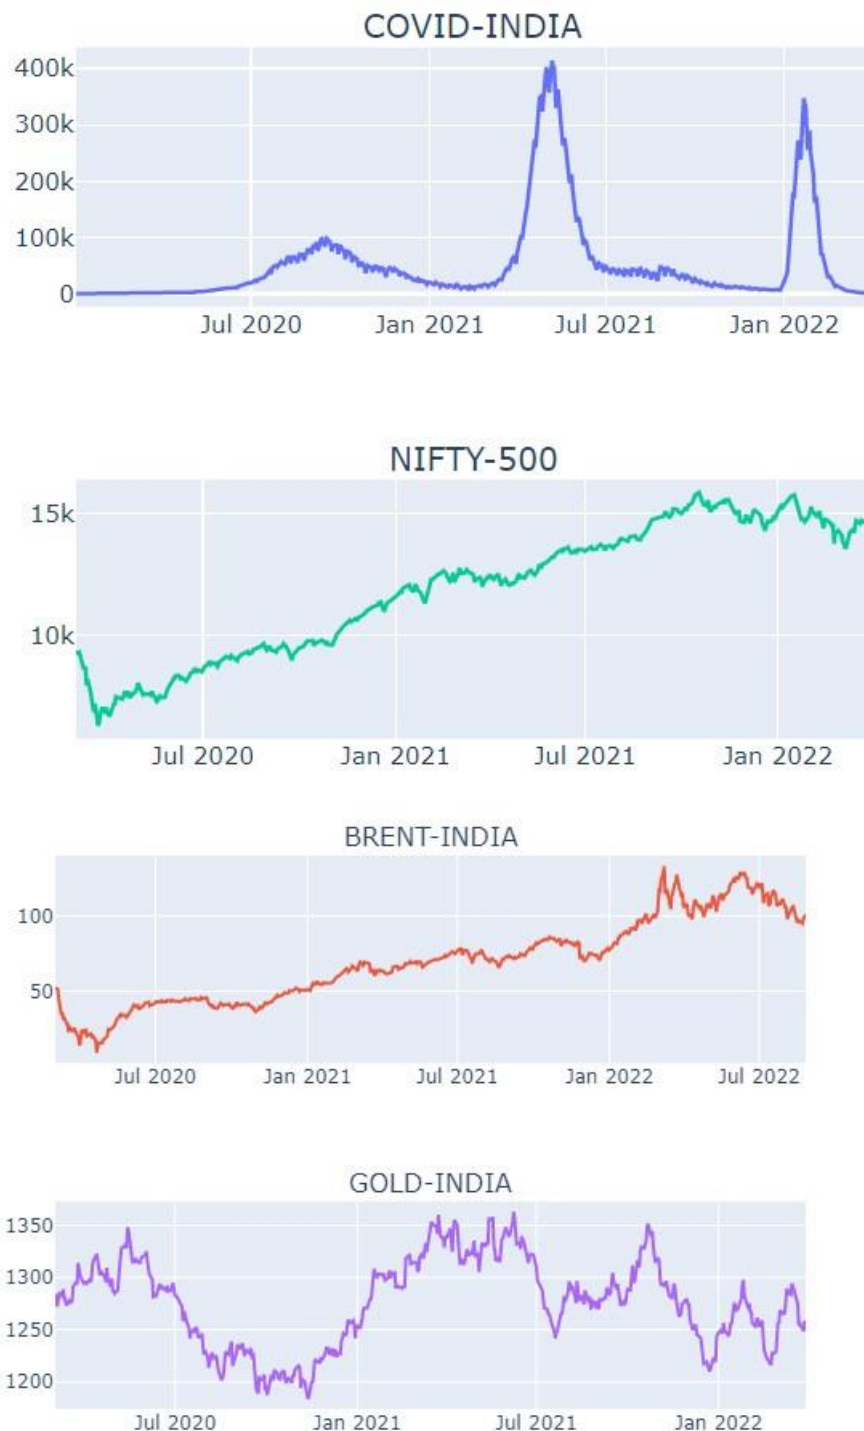 COVID-INDIA
400k
300k
200k
100k
0
Jul 2020 Jan 2021 Jul 2021 Jan 2022
NIFTY-500
15k
10k
Jul 2020 Jan 2021 Jul 2021 Jan 2022
BRENT-INDIA
100
50
Jul 2020 Jan 2021 Jul 2021 Jan 2022 Jul 2022
GOLD-INDIA
1350
1300
1250
1200
Jul 2020 Jan 2021 Jul 2021 Jan 2022